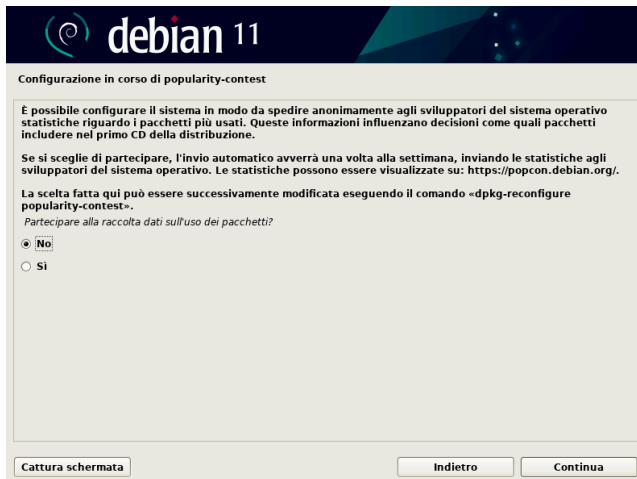 debian 11
Configurazione in corso di popularity-contest
È possibile configurare il sistema in modo da spedire anonimamente agli sviluppatori del sistema operativo
statistiche riguardo i pacchetti più usati. Queste informazioni influenzano decisioni come quali pacchetti
includere nel primo CD della distribuzione.
Se si sceglie di partecipare, l'invio automatico avverrà una volta alla settimana, inviando le statistiche agli
sviluppatori del sistema operativo. Le statistiche possono essere visualizzate su: https://popcon.debian.org/.
La scelta fatta qui può essere successivamente modificata eseguendo il comando «dpkg-reconfigure
popularity-contest».
Partecipare alla raccolta dati sull'uso dei pacchetti?
No
Sì
Cattura schermata
Indietro
Continua